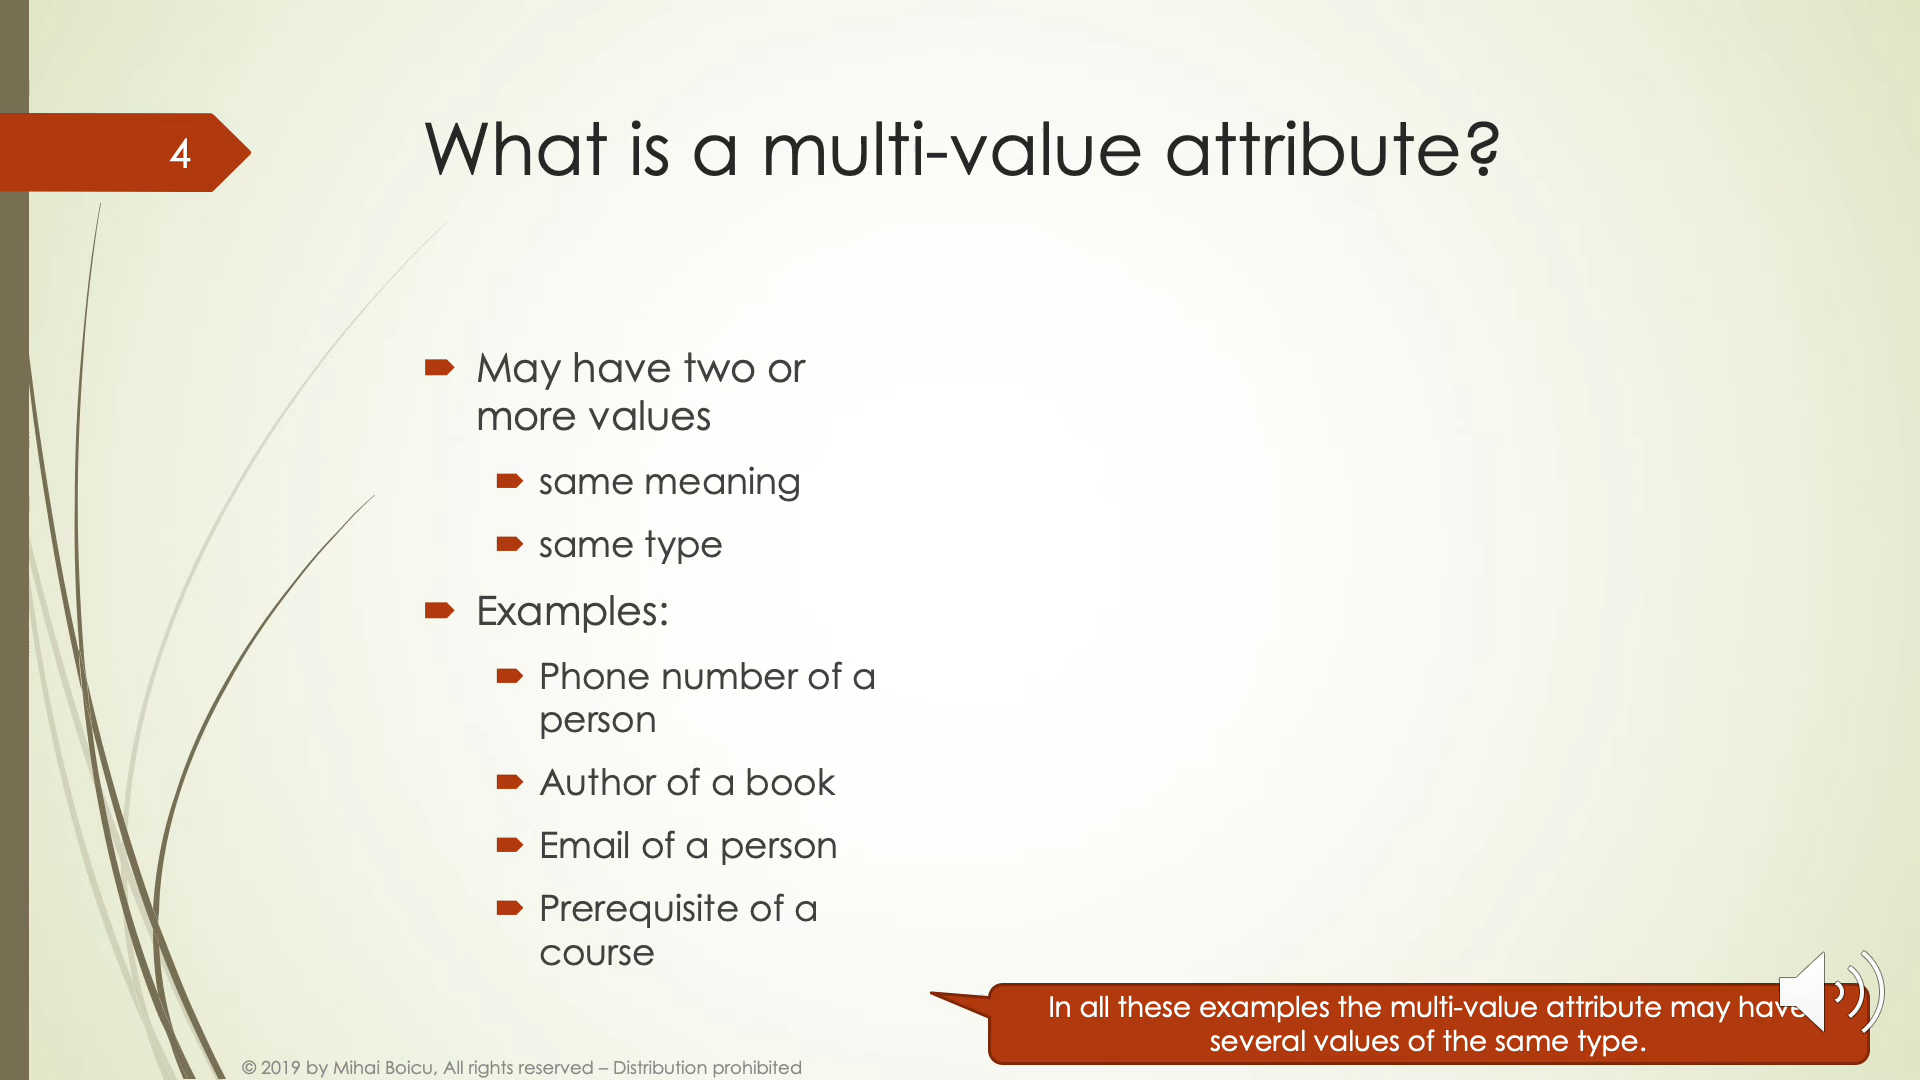 4
What is a multi-value attribute?
May have two or
more values
same meaning
same type
Examples:
Phone number of a
person
Author of a book
Email of a person
Prerequisite of a
course
In all these examples the multi-value attribute may have
several values of the same type.
© 2019 by Mihai Boicu, All rights reserved – Distribution prohibited